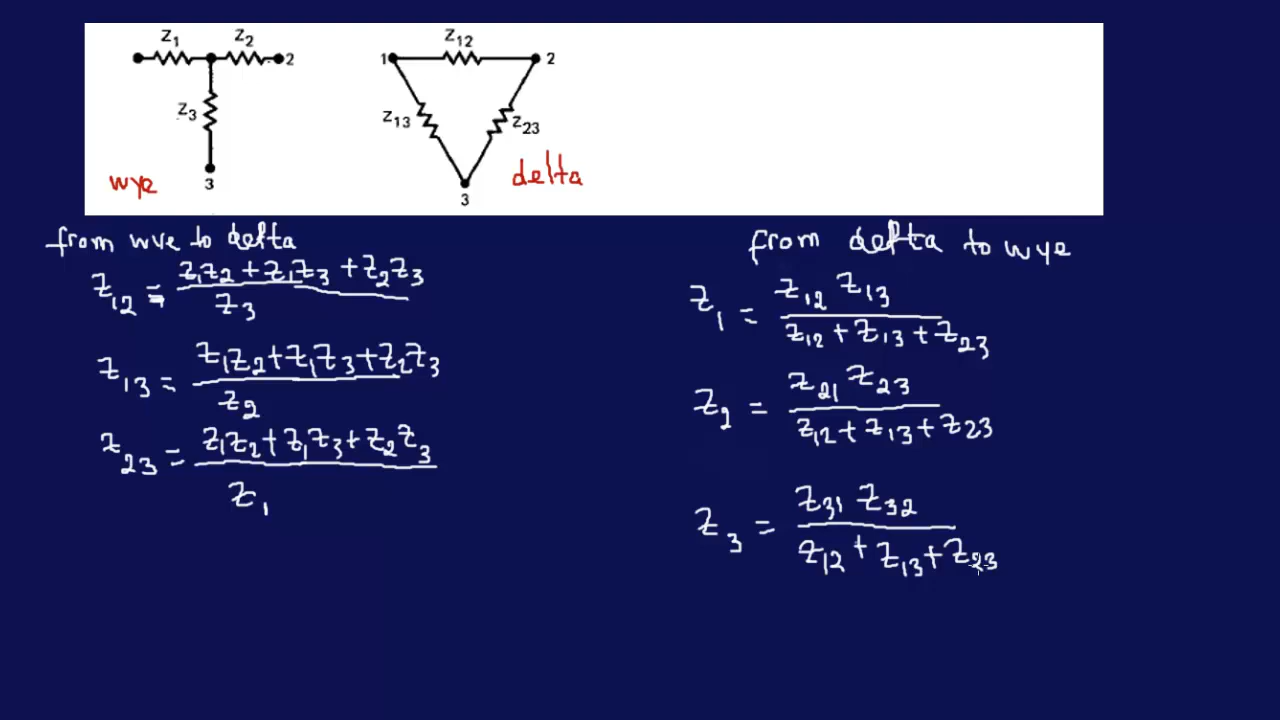 Z1 Z2 Z12
1 2
2
Z3 Z13 Z23
wye 3 delta
3
from wye to delta
Z12 = Z1Z2 + Z1Z3 + Z2Z3
Z3
Z13 = Z1Z2 + Z1Z3 + Z2Z3
Z2
Z23 = Z1Z2 + Z1Z3 + Z2Z3
Z1
from delta to wye
Z1 = Z12 Z13
Z12 + Z13 + Z23
Z2 = Z21 Z23
Z12 + Z13 + Z23
Z3 = Z31 Z32
Z12 + Z13 + Z23